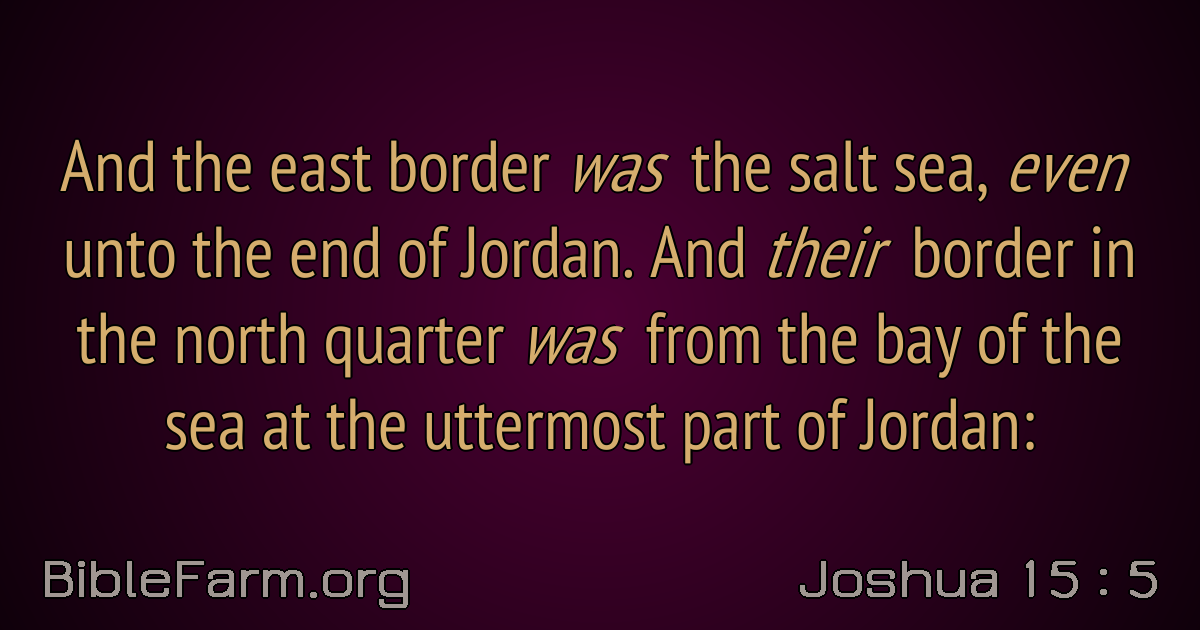 And the east border was the salt sea, even
unto the end of Jordan. And their border in
the north quarter was from the bay of the
sea at the uttermost part of Jordan:
BibleFarm.org
Joshua 15 : 5